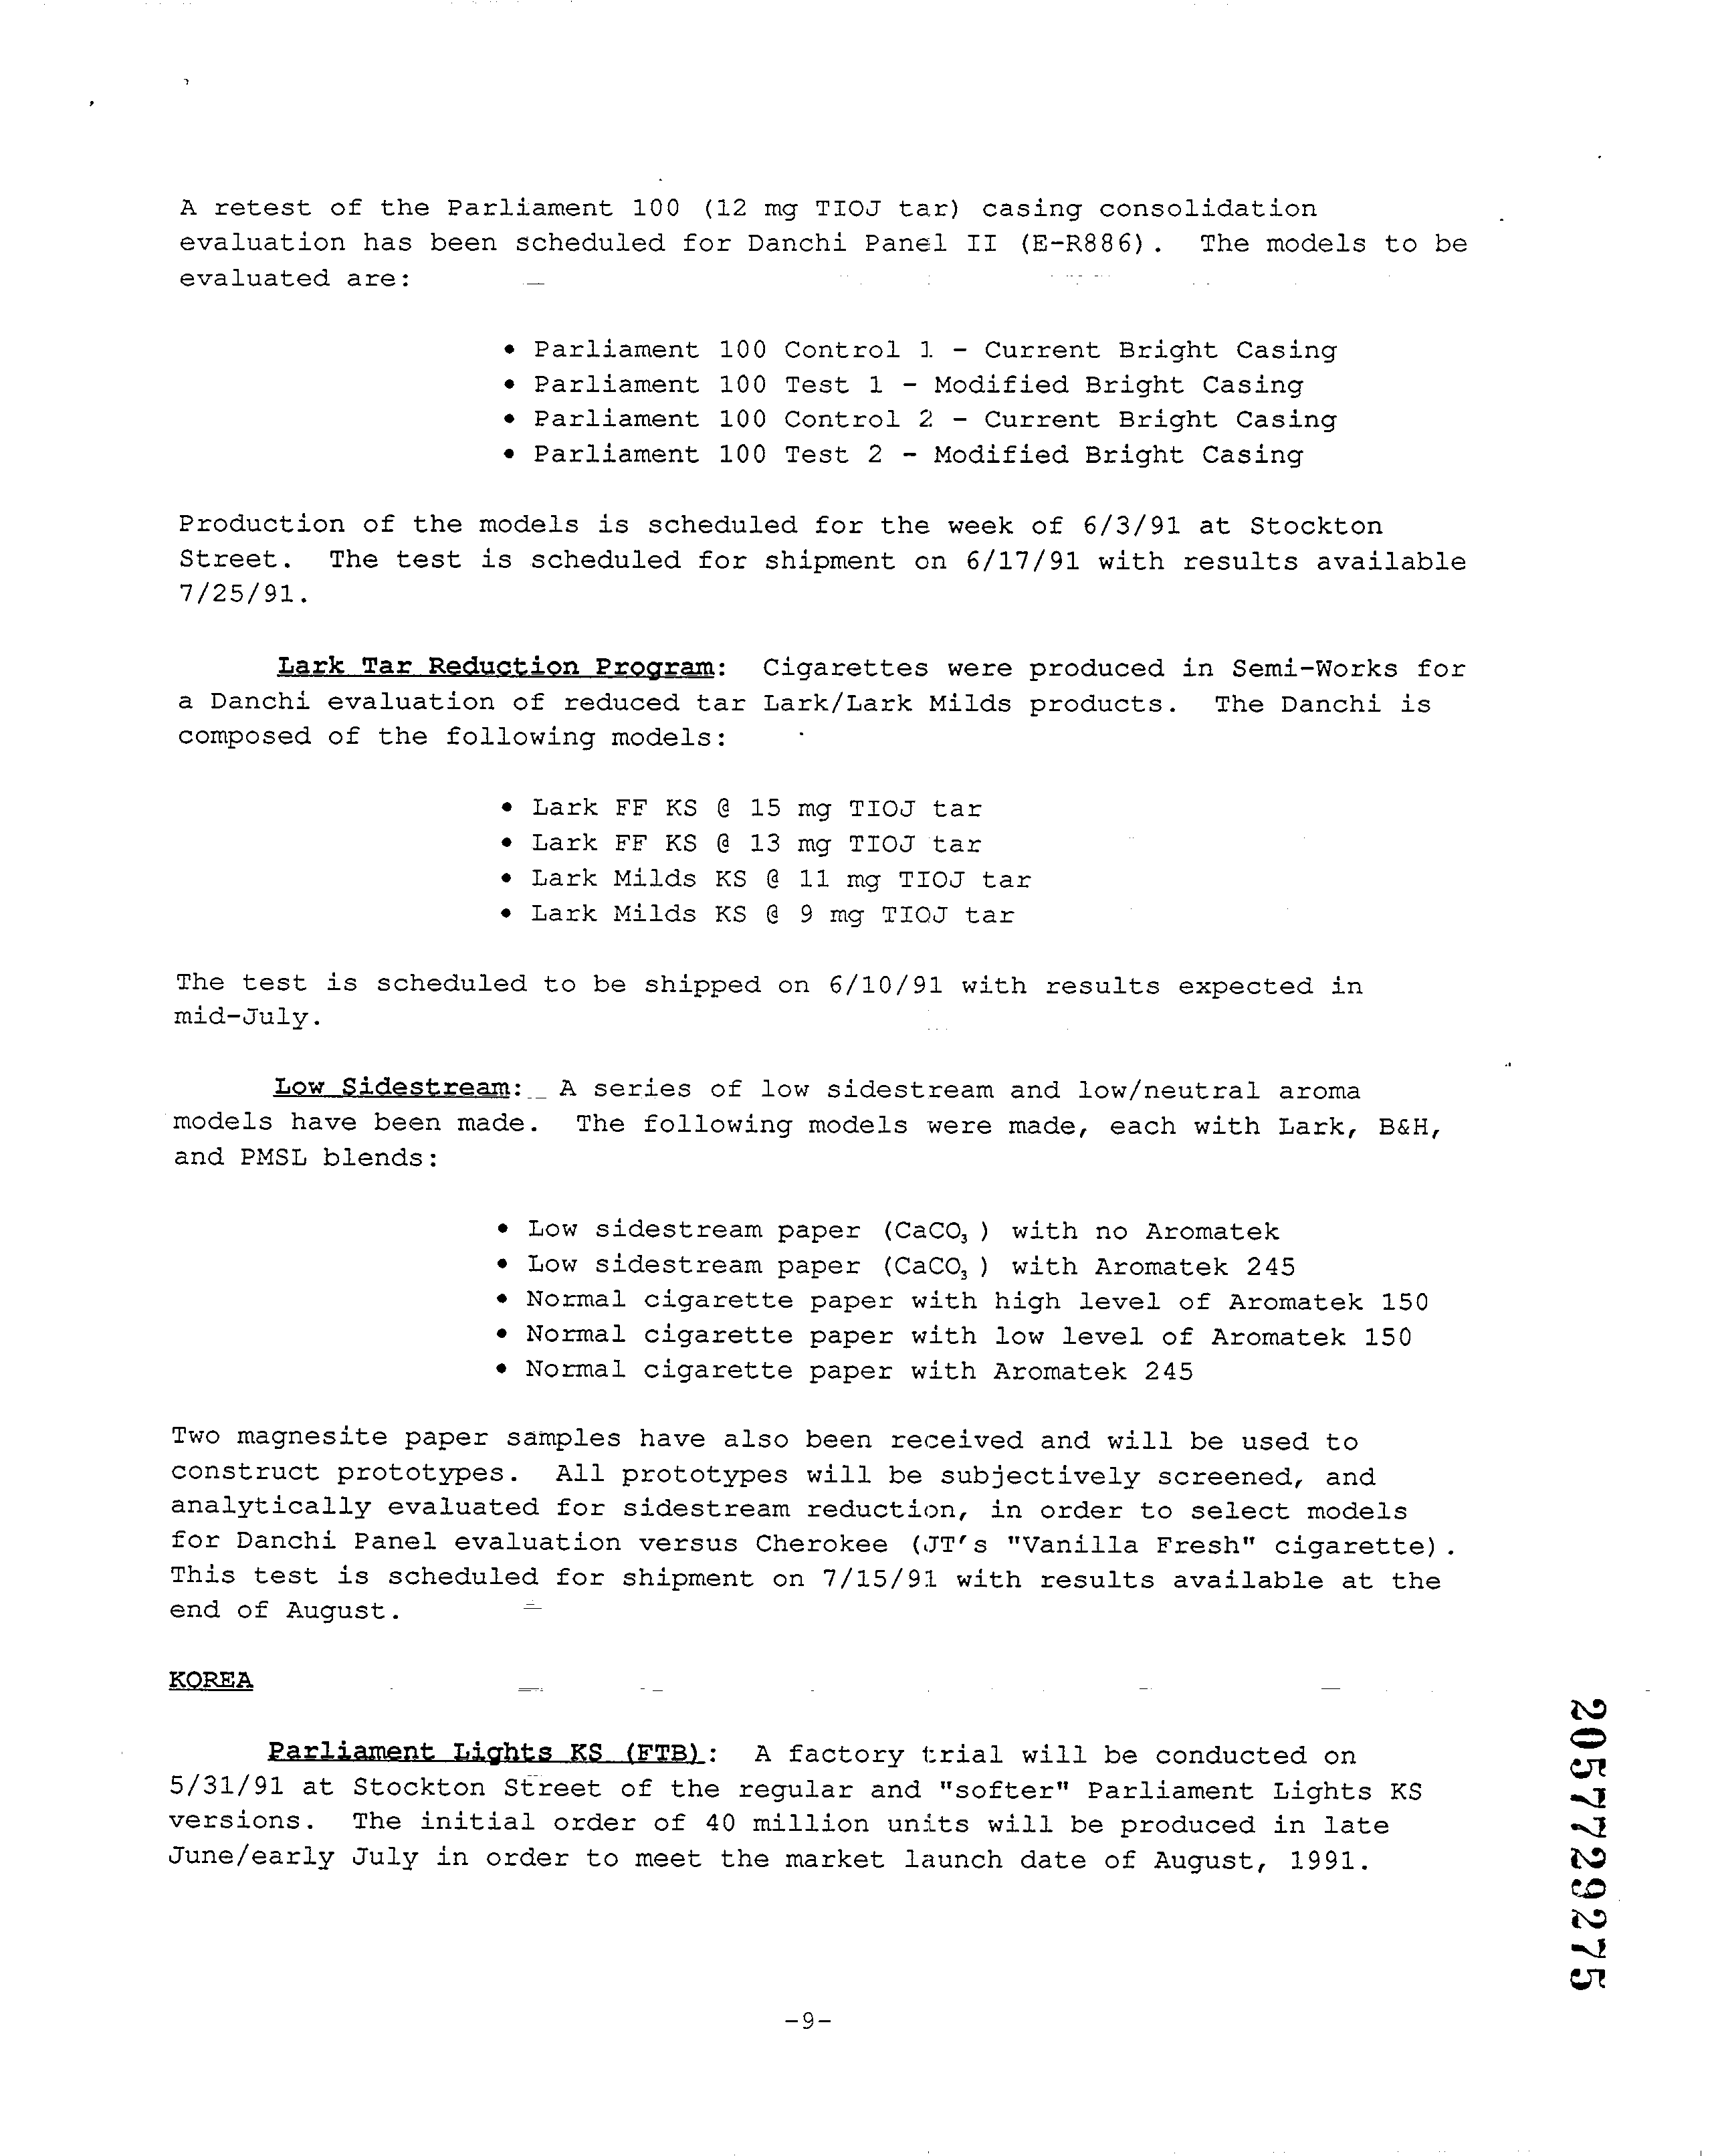 A retest of the Parliament 100 (12 mg TIOJ tar) casing consolidation
evaluation has been scheduled for Danchi Panel II (E-R886). The models to be
evaluated are:
• Parliament 100 Control 1 - Current Bright Casing
• Parliament 100 Test 1 - Modified Bright Casing
• Parliament 100 Control 2 - Current Bright Casing
• Parliament 100 Test 2 - Modified Bright Casing
Production of the models is scheduled for the week of 6/3/91 at Stockton
Street. The test is scheduled for shipment on 6/17/91 with results available
7/25/91.
Lark Tar Reduction Program: Cigarettes were produced in Semi-Works for
a Danchi evaluation of reduced tar Lark/Lark Milds products. The Danchi is
composed of the following models:
• Lark FF KS @ 15 mg TIOJ tar
• Lark FF KS @ 13 mg TIOJ tar
• Lark Milds KS @ 11 mg TIOJ tar
• Lark Milds KS @ 9 mg TIOJ tar
The test is scheduled to be shipped on 6/10/91 with results expected in
mid-July.
Low Sidestream: A series of low sidestream and low/neutral aroma
models have been made. The following models were made, each with Lark, B&H,
and PMSL blends:
• Low sidestream paper (CaCO₃) with no Aromatek
• Low sidestream paper (CaCO₃) with Aromatek 245
• Normal cigarette paper with high level of Aromatek 150
• Normal cigarette paper with low level of Aromatek 150
• Normal cigarette paper with Aromatek 245
Two magnesite paper samples have also been received and will be used to
construct prototypes. All prototypes will be subjectively screened, and
analytically evaluated for sidestream reduction, in order to select models
for Danchi Panel evaluation versus Cherokee (JT's "Vanilla Fresh" cigarette).
This test is scheduled for shipment on 7/15/91 with results available at the
end of August.
KOREA
Parliament Lights KS (FTB): A factory trial will be conducted on
5/31/91 at Stockton Street of the regular and "softer" Parliament Lights KS
versions. The initial order of 40 million units will be produced in late
June/early July in order to meet the market launch date of August, 1991.
2057729275
-9-